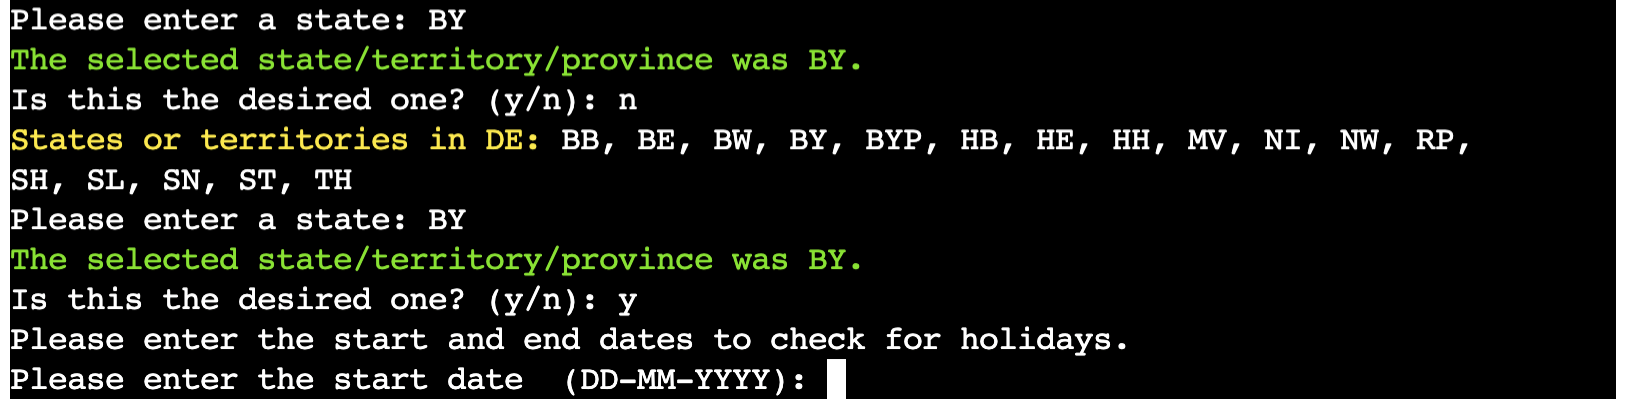 Please enter a state: BY
The selected state/territory/province was BY.
Is this the desired one? (y/n): n
States or territories in DE: BB, BE, BW, BY, BYP, HB, HE, HH, MV, NI, NW, RP,
SH, SL, SN, ST, TH
Please enter a state: BY
The selected state/territory/province was BY.
Is this the desired one? (y/n): y
Please enter the start and end dates to check for holidays.
Please enter the start date  (DD-MM-YYYY):